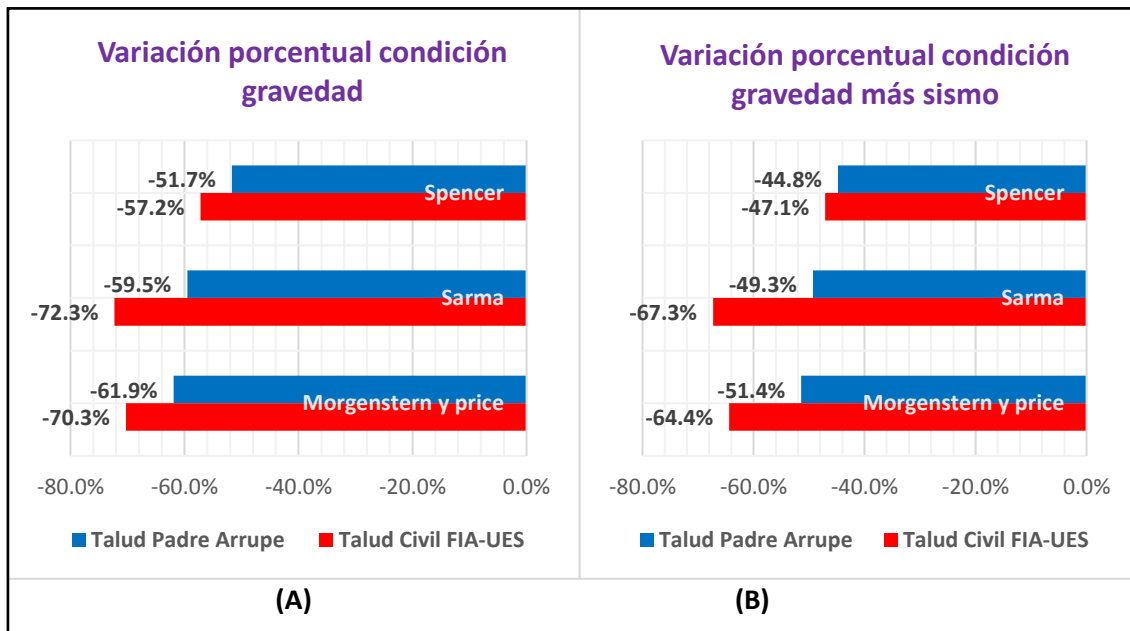 Variación porcentual condición
gravedad
-51.7%
Spencer
-57.2%
-59.5%
Sarma
-72.3%
-61.9%
Morgenstern y price
-70.3%
-80.0% -60.0% -40.0% -20.0% 0.0%
Talud Padre Arrupe Talud Civil FIA-UES
(A)
Variación porcentual condición
gravedad más sismo
-44.8%
Spencer
-47.1%
-49.3%
Sarma
-67.3%
-51.4%
Morgenstern y price
-64.4%
-80.0% -60.0% -40.0% -20.0% 0.0%
Talud Padre Arrupe Talud Civil FIA-UES
(B)